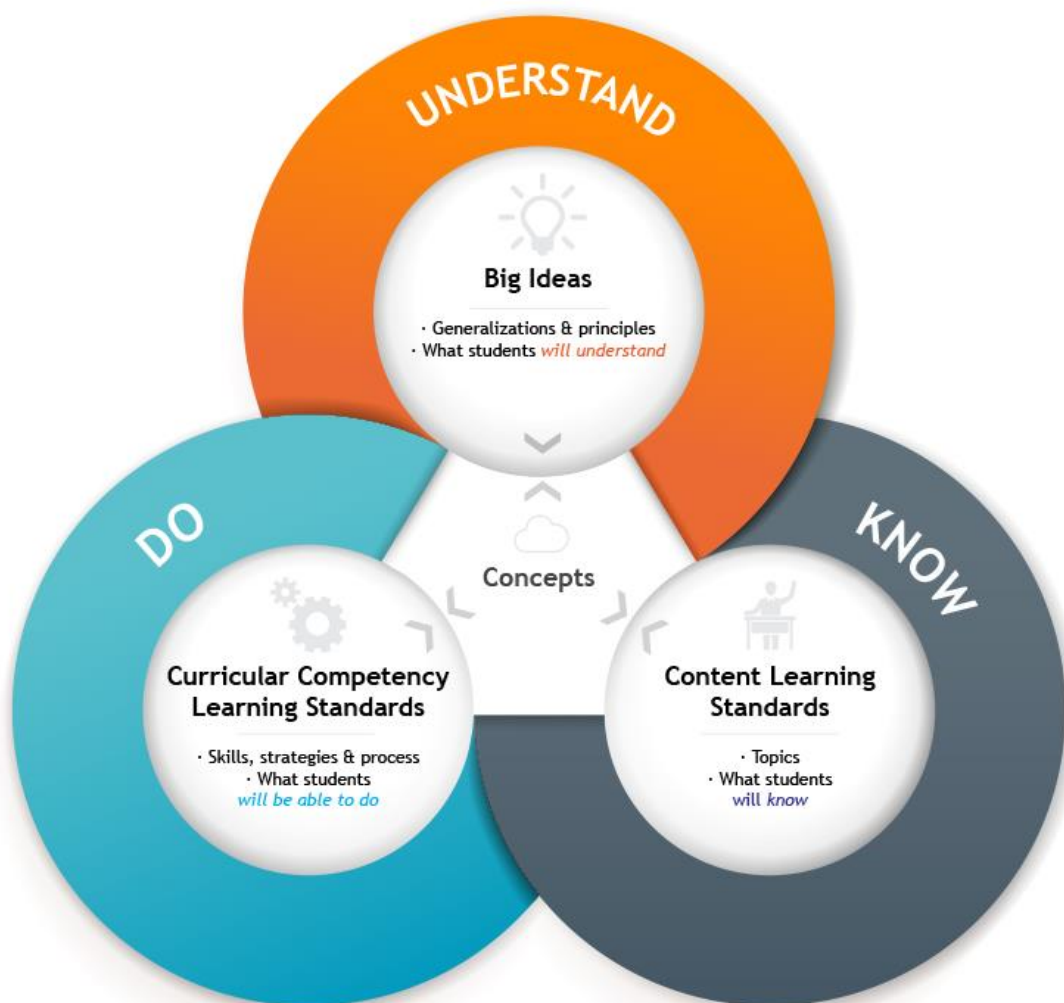 UNDERSTAND
Big Ideas
· Generalizations & principles
· What students will understand
DO
KNOW
Concepts
Curricular Competency
Learning Standards
· Skills, strategies & process
· What students
will be able to do
Content Learning
Standards
· Topics
· What students
will know